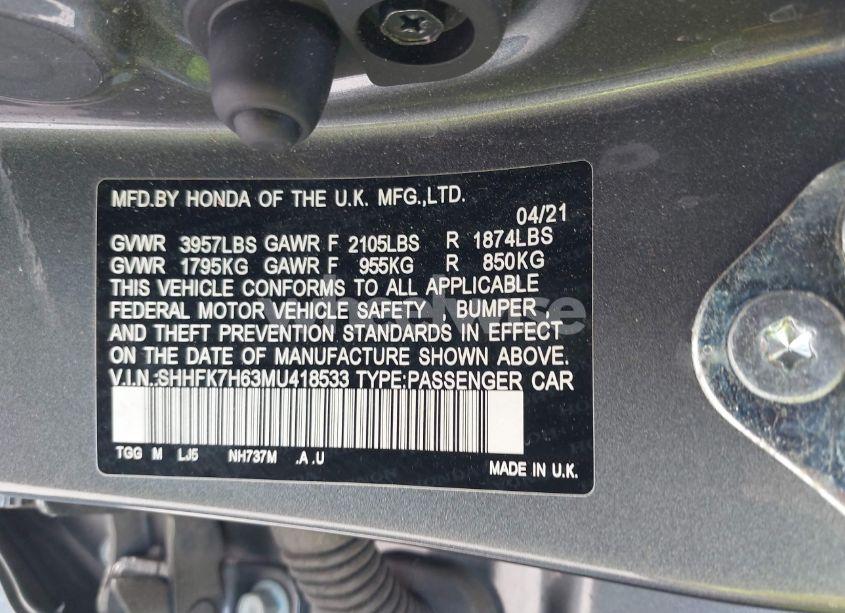 MFD.BY HONDA OF THE U.K. MFG.,LTD.
04/21
GVWR 3957LBS GAWR F 2105LBS R 1874LBS
GVWR 1795KG GAWR F 955KG R 850KG
THIS VEHICLE CONFORMS TO ALL APPLICABLE
FEDERAL MOTOR VEHICLE SAFETY , BUMPER ,
AND THEFT PREVENTION STANDARDS IN EFFECT
ON THE DATE OF MANUFACTURE SHOWN ABOVE.
V.I.N.:SHHFK7H63MU418533 TYPE:PASSENGER CAR
TGG M LJ5 NH737M .A .U
MADE IN U.K.